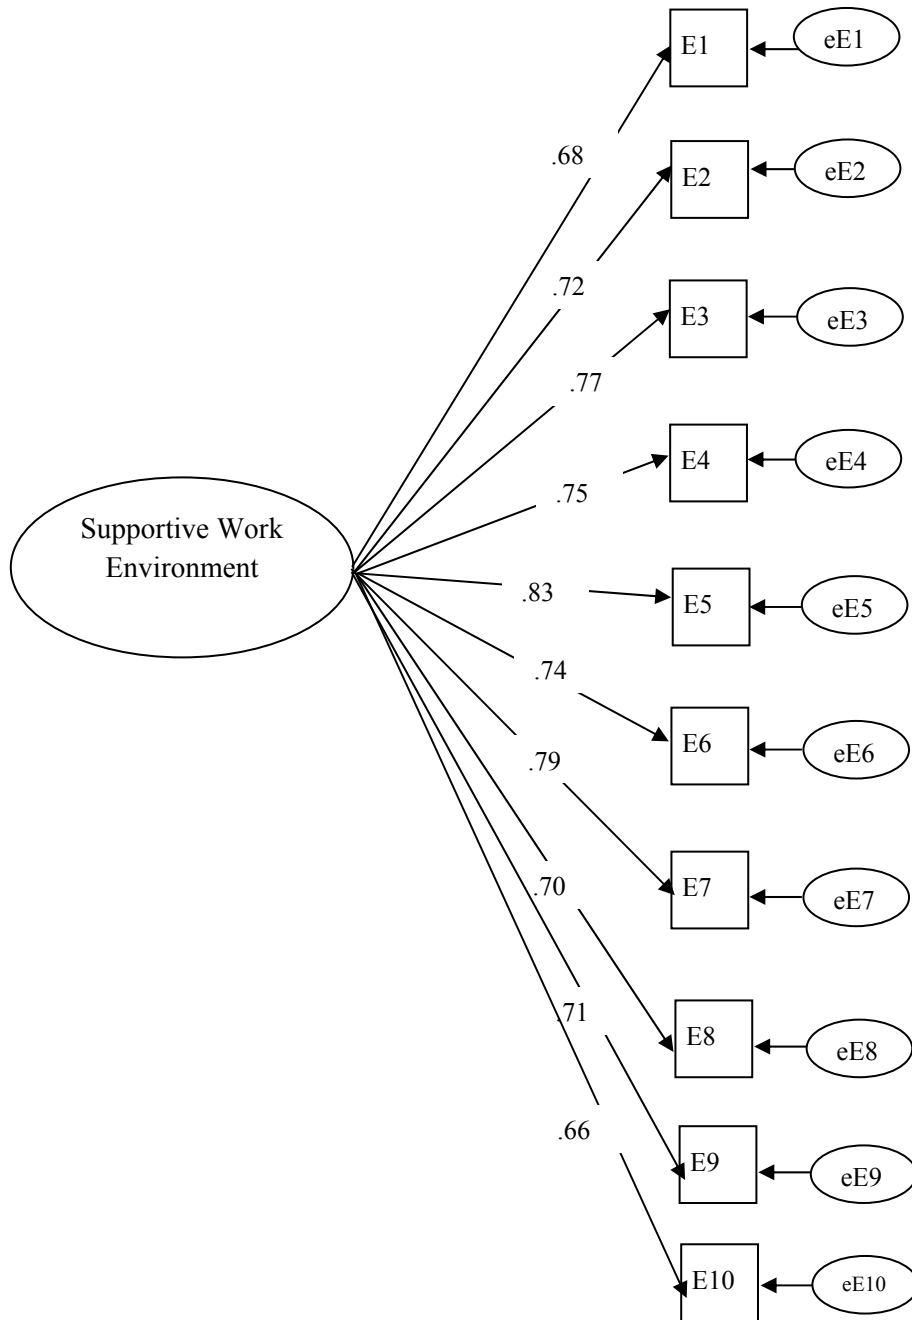 E1
eE1
.68
E2
eE2
.72
E3
eE3
.77
E4
eE4
.75
Supportive Work
Environment
.83
E5
eE5
.74
E6
eE6
.79
E7
eE7
.70
E8
eE8
.71
E9
eE9
.66
E10
eE10